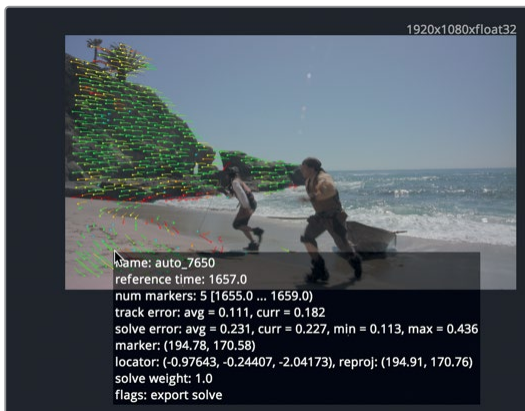 1920x1080xfloat32
name: auto_7650
reference time: 1657.0
num markers: 5 [1655.0 ... 1659.0)
track error: avg = 0.111, curr = 0.182
solve error: avg = 0.231, curr = 0.227, min = 0.113, max = 0.436
marker: (194.78, 170.58)
locator: (-0.97643, -0.24407, -2.04173), reproj: (194.91, 170.76)
solve weight: 1.0
flags: export solve